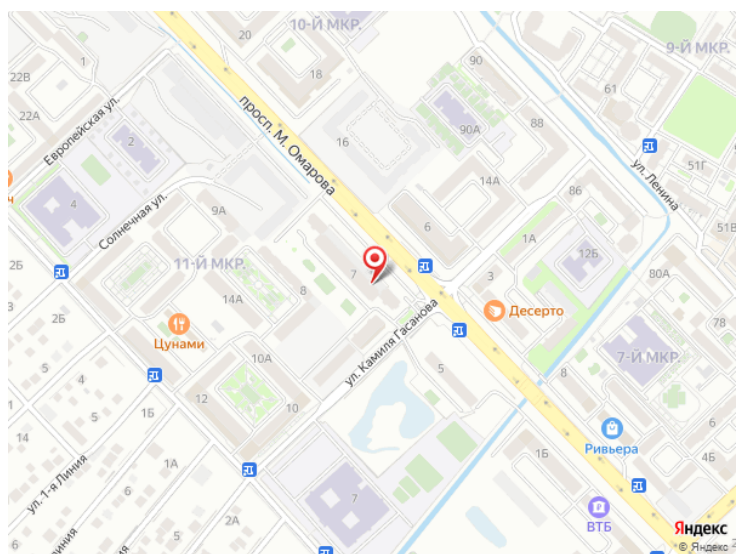 10-Й МКР.
9-Й МКР.
20
1
22В
18
90
61
22А
Европейская ул.
просп. М. Омарова
2
16
90А
88
51Г
ул. Ленина
4
Солнечная ул.
9А
14А
86
6
1А
12Б
51В
2Б
11-Й МКР.
7
3
80А
14А
8
Десерто
2Б
78
Цунами
ул. Камиля Гасанова
7-Й МКР.
10А
5
5
8
4
12
10
6
14
5
1Б
Ривьера
4Б
ул. 1-я Линия
1А
1Б
6
7
2А
ВТБ
Яндекс
© Яндекс